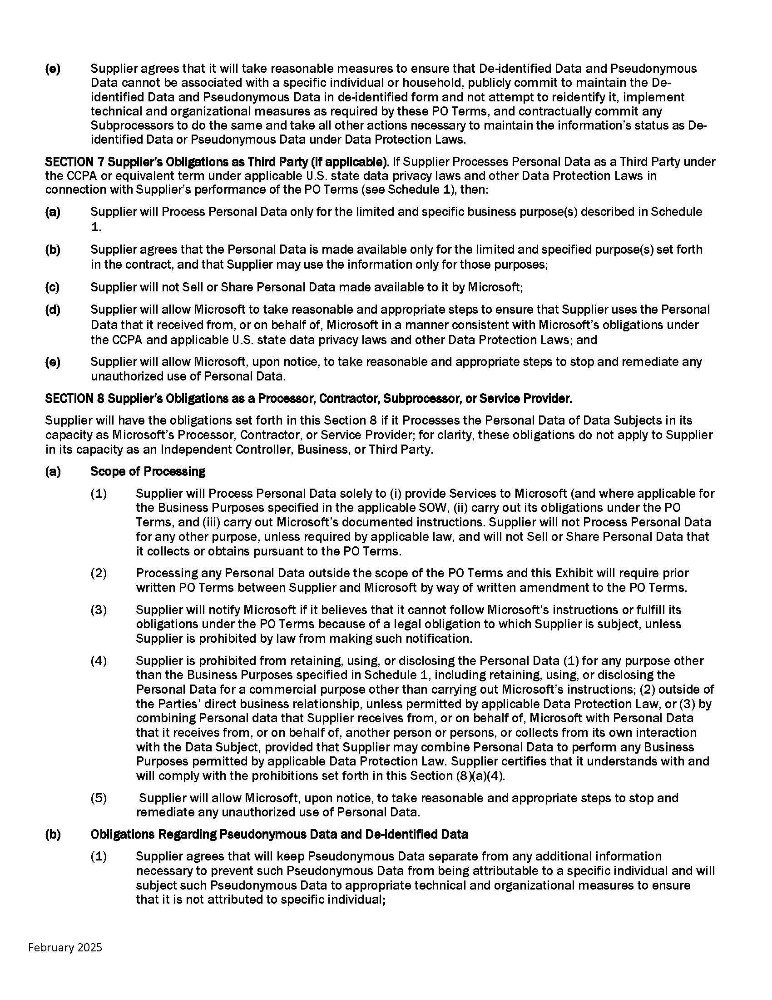 (e) Supplier agrees that it will take reasonable measures to ensure that De-identified Data and Pseudonymous
Data cannot be associated with a specific individual or household, publicly commit to maintain the De-
identified Data and Pseudonymous Data in de-identified form and not attempt to reidentify it, implement
technical and organizational measures as required by these PO Terms, and contractually commit any
Subprocessors to do the same and take all other actions necessary to maintain the information’s status as De-
identified Data or Pseudonymous Data under Data Protection Laws.
SECTION 7 Supplier’s Obligations as Third Party (if applicable). If Supplier Processes Personal Data as a Third Party under
the CCPA or equivalent term under applicable U.S. state data privacy laws and other Data Protection Laws in
connection with Supplier’s performance of the PO Terms (see Schedule 1), then:
(a) Supplier will Process Personal Data only for the limited and specific business purpose(s) described in Schedule
1.
(b) Supplier agrees that the Personal Data is made available only for the limited and specified purpose(s) set forth
in the contract, and that Supplier may use the information only for those purposes;
(c) Supplier will not Sell or Share Personal Data made available to it by Microsoft;
(d) Supplier will allow Microsoft to take reasonable and appropriate steps to ensure that Supplier uses the Personal
Data that it received from, or on behalf of, Microsoft in a manner consistent with Microsoft’s obligations under
the CCPA and applicable U.S. state data privacy laws and other Data Protection Laws; and
(e) Supplier will allow Microsoft, upon notice, to take reasonable and appropriate steps to stop and remediate any
unauthorized use of Personal Data.
SECTION 8 Supplier’s Obligations as a Processor, Contractor, Subprocessor, or Service Provider.
Supplier will have the obligations set forth in this Section 8 if it Processes the Personal Data of Data Subjects in its
capacity as Microsoft’s Processor, Contractor, or Service Provider; for clarity, these obligations do not apply to Supplier
in its capacity as an Independent Controller, Business, or Third Party.
(a) Scope of Processing
(1) Supplier will Process Personal Data solely to (i) provide Services to Microsoft (and where applicable for
the Business Purposes specified in the applicable SOW, (ii) carry out its obligations under the PO
Terms, and (iii) carry out Microsoft’s documented instructions. Supplier will not Process Personal Data
for any other purpose, unless required by applicable law, and will not Sell or Share Personal Data that
it collects or obtains pursuant to the PO Terms.
(2) Processing any Personal Data outside the scope of the PO Terms and this Exhibit will require prior
written PO Terms between Supplier and Microsoft by way of written amendment to the PO Terms.
(3) Supplier will notify Microsoft if it believes that it cannot follow Microsoft’s instructions or fulfill its
obligations under the PO Terms because of a legal obligation to which Supplier is subject, unless
Supplier is prohibited by law from making such notification.
(4) Supplier is prohibited from retaining, using, or disclosing the Personal Data (1) for any purpose other
than the Business Purposes specified in Schedule 1, including retaining, using, or disclosing the
Personal Data for a commercial purpose other than carrying out Microsoft’s instructions; (2) outside of
the Parties’ direct business relationship, unless permitted by applicable Data Protection Law, or (3) by
combining Personal data that Supplier receives from, or on behalf of, Microsoft with Personal Data
that it receives from, or on behalf of, another person or persons, or collects from its own interaction
with the Data Subject, provided that Supplier may combine Personal Data to perform any Business
Purposes permitted by applicable Data Protection Law. Supplier certifies that it understands with and
will comply with the prohibitions set forth in this Section (8)(a)(4).
(5) Supplier will allow Microsoft, upon notice, to take reasonable and appropriate steps to stop and
remediate any unauthorized use of Personal Data.
(b) Obligations Regarding Pseudonymous Data and De-identified Data
(1) Supplier agrees that will keep Pseudonymous Data separate from any additional information
necessary to prevent such Pseudonymous Data from being attributable to a specific individual and will
subject such Pseudonymous Data to appropriate technical and organizational measures to ensure
that it is not attributed to specific individual;
February 2025